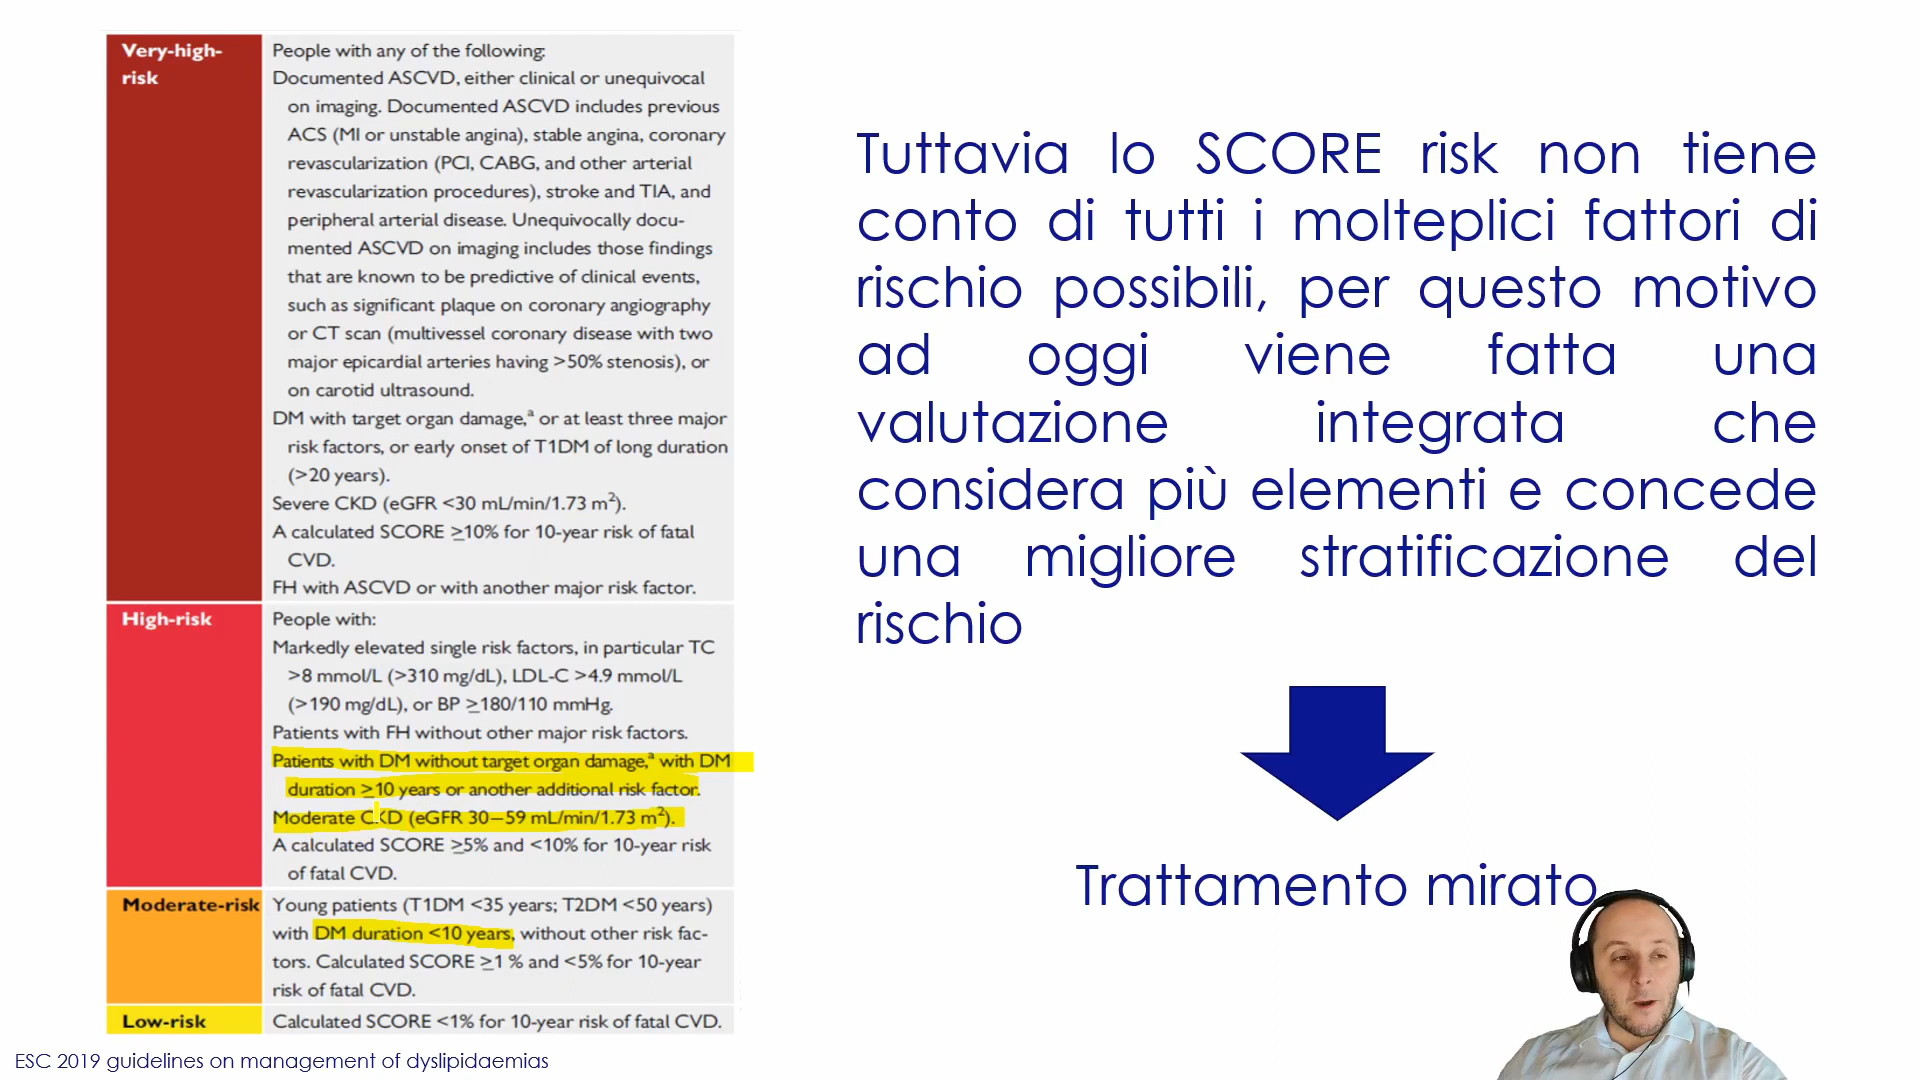 Very-high-
risk
People with any of the following:
Documented ASCVD, either clinical or unequivocal
on imaging. Documented ASCVD includes previous
ACS (MI or unstable angina), stable angina, coronary
revascularization (PCI, CABG, and other arterial
revascularization procedures), stroke and TIA, and
peripheral arterial disease. Unequivocally docu-
mented ASCVD on imaging includes those findings
that are known to be predictive of clinical events,
such as significant plaque on coronary angiography
or CT scan (multivessel coronary disease with two
major epicardial arteries having >50% stenosis), or
on carotid ultrasound.
DM with target organ damage,ᵃ or at least three major
risk factors, or early onset of T1DM of long duration
(>20 years).
Severe CKD (eGFR <30 mL/min/1.73 m²).
A calculated SCORE ≥10% for 10-year risk of fatal
CVD.
FH with ASCVD or with another major risk factor.
High-risk
People with:
Markedly elevated single risk factors, in particular TC
>8 mmol/L (>310 mg/dL), LDL-C >4.9 mmol/L
(>190 mg/dL), or BP ≥180/110 mmHg.
Patients with FH without other major risk factors.
Patients with DM without target organ damage,ᵃ with DM
duration ≥10 years or another additional risk factor.
Moderate CKD (eGFR 30–59 mL/min/1.73 m²).
A calculated SCORE ≥5% and <10% for 10-year risk
of fatal CVD.
Moderate-risk
Young patients (T1DM <35 years; T2DM <50 years)
with DM duration <10 years, without other risk fac-
tors. Calculated SCORE ≥1 % and <5% for 10-year
risk of fatal CVD.
Low-risk
Calculated SCORE <1% for 10-year risk of fatal CVD.
ESC 2019 guidelines on management of dyslipidaemias
Tuttavia lo SCORE risk non tiene
conto di tutti i molteplici fattori di
rischio possibili, per questo motivo
ad oggi viene fatta una
valutazione integrata che
considera più elementi e concede
una migliore stratificazione del
rischio
Trattamento mirato